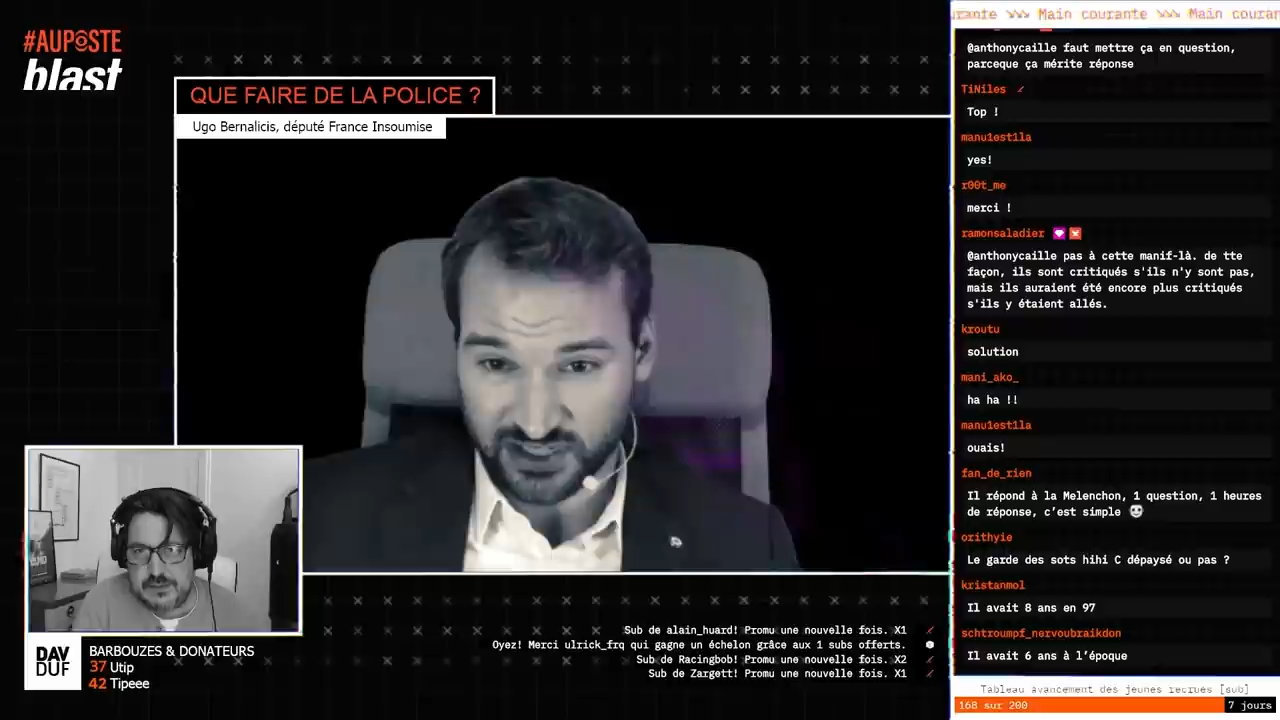 #AUPOSTE
blast
QUE FAIRE DE LA POLICE ?
Ugo Bernalicis, député France Insoumise
DAV
DUF
BARBOUZES & DONATEURS
37 Utip
42 Tipeee
Sub de alain_huard! Promu une nouvelle fois. X1
Oyez! Merci ulrick_frq qui gagne un échelon grâce aux 1 subs offerts.
Sub de Racingbob! Promu une nouvelle fois. X2
Sub de Zargett! Promu une nouvelle fois. X1
urante >>> Main courante >>> Main couran
@anthonycaille faut mettre ça en question,
parceque ça mérite réponse
TiNiles
Top !
manu1est1la
yes!
r00t_me
merci !
ramonsaladier
@anthonycaille pas à cette manif-là. de tte
façon, ils sont critiqués s'ils n'y sont pas,
mais ils auraient été encore plus critiqués
s'ils y étaient allés.
kroutu
solution
mani_ako_
ha ha !!
manu1est1la
ouais!
fan_de_rien
Il répond à la Melenchon, 1 question, 1 heures
de réponse, c’est simple
orithyie
Le garde des sots hihi C dépaysé ou pas ?
kristanmol
Il avait 8 ans en 97
schtroumpf_nervoubraikdon
Il avait 6 ans à l’époque
Tableau avancement des jeunes recrues [sub]
168 sur 200
7 jours